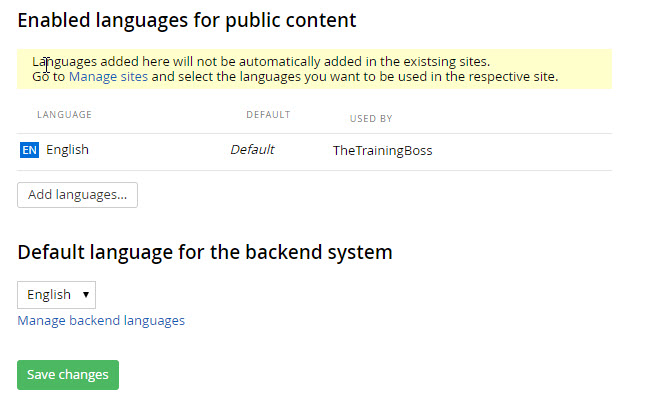 Enabled languages for public content
Languages added here will not be automatically added in the existsing sites.
Go to Manage sites and select the languages you want to be used in the respective site.
LANGUAGE DEFAULT USED BY
EN English Default TheTrainingBoss
Add languages...
Default language for the backend system
English
Manage backend languages
Save changes